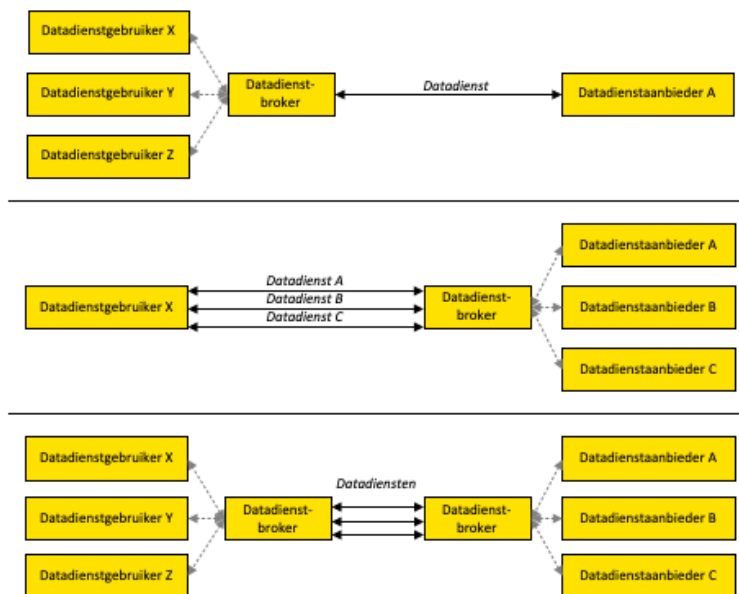 Datadienstgebruiker X
Datadienstgebruiker Y
Datadienst-
broker
Datadienst
Datadienstaanbieder A
Datadienstgebruiker Z
Datadienstaanbieder A
Datadienst A
Datadienst B
Datadienst C
Datadienstgebruiker X
Datadienst-
broker
Datadienstaanbieder B
Datadienstaanbieder C
Datadienstgebruiker X
Datadienstaanbieder A
Datadiensten
Datadienstgebruiker Y
Datadienst-
broker
Datadienst-
broker
Datadienstaanbieder B
Datadienstgebruiker Z
Datadienstaanbieder C